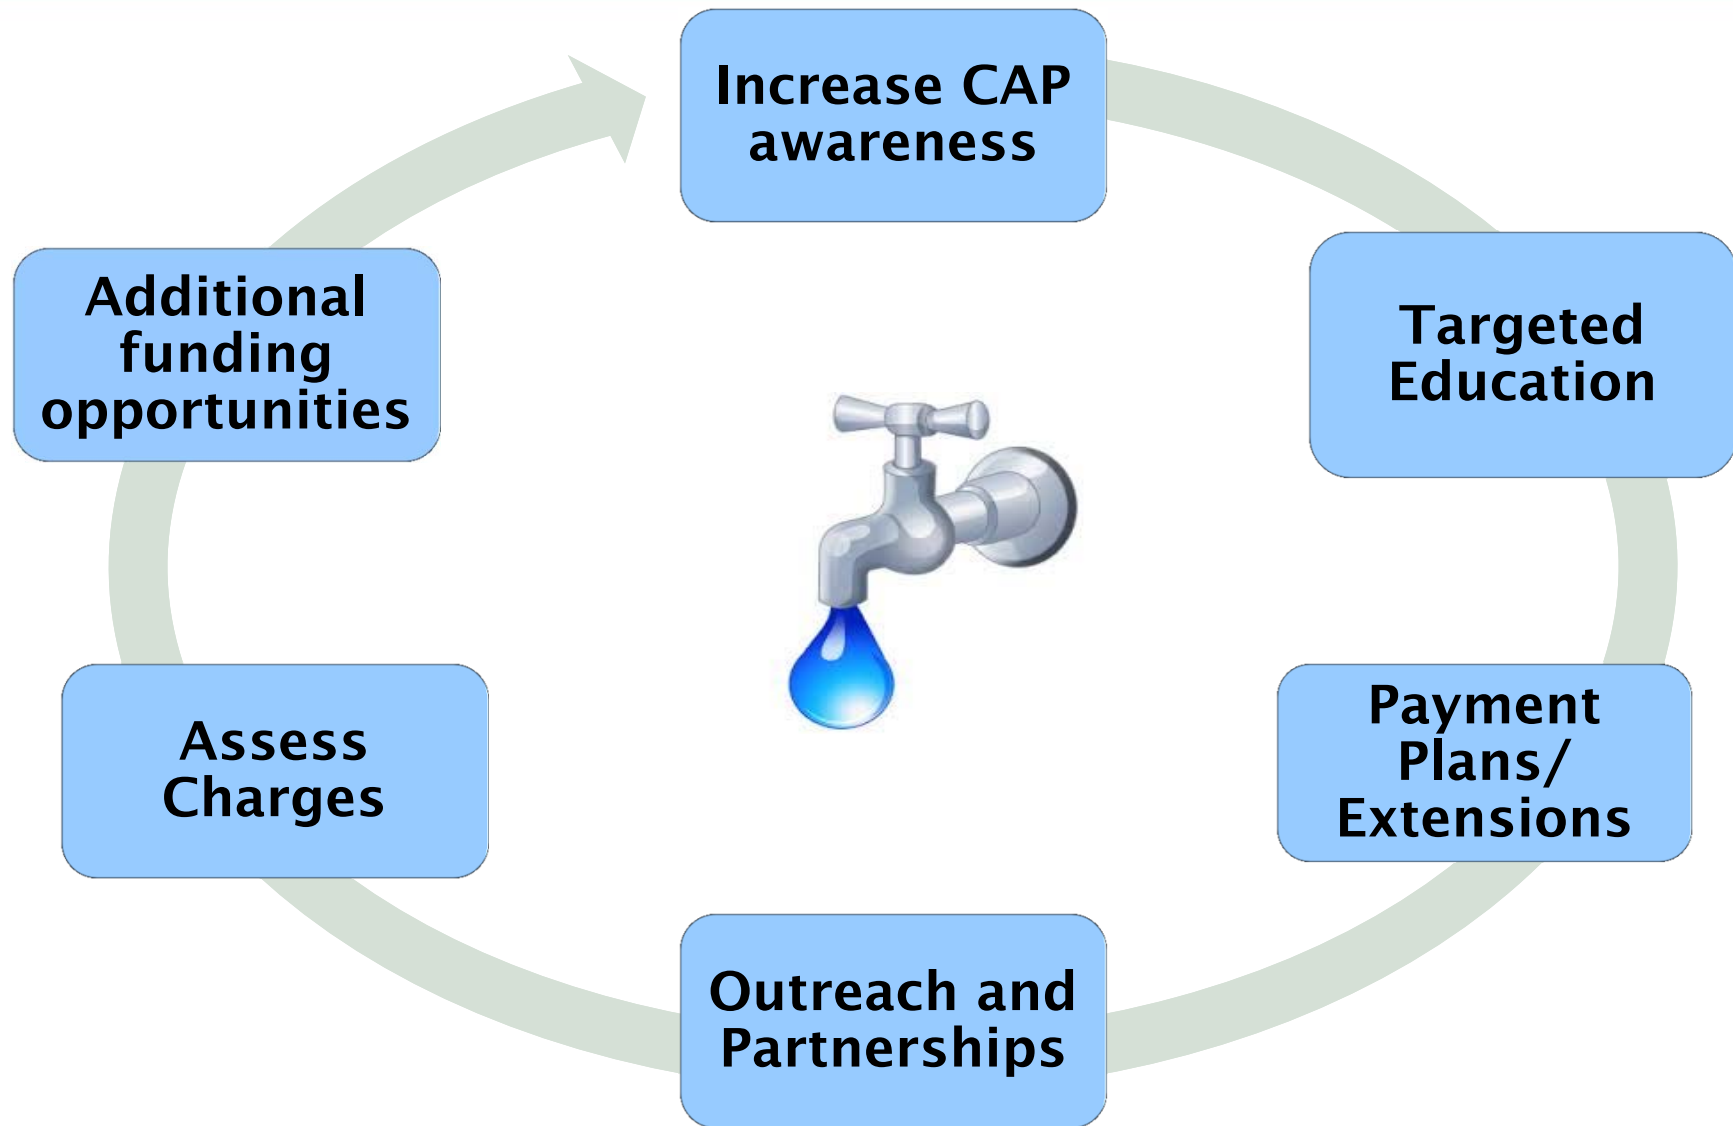 Increase CAP
awareness
Targeted
Education
Payment
Plans/
Extensions
Outreach and
Partnerships
Assess
Charges
Additional
funding
opportunities